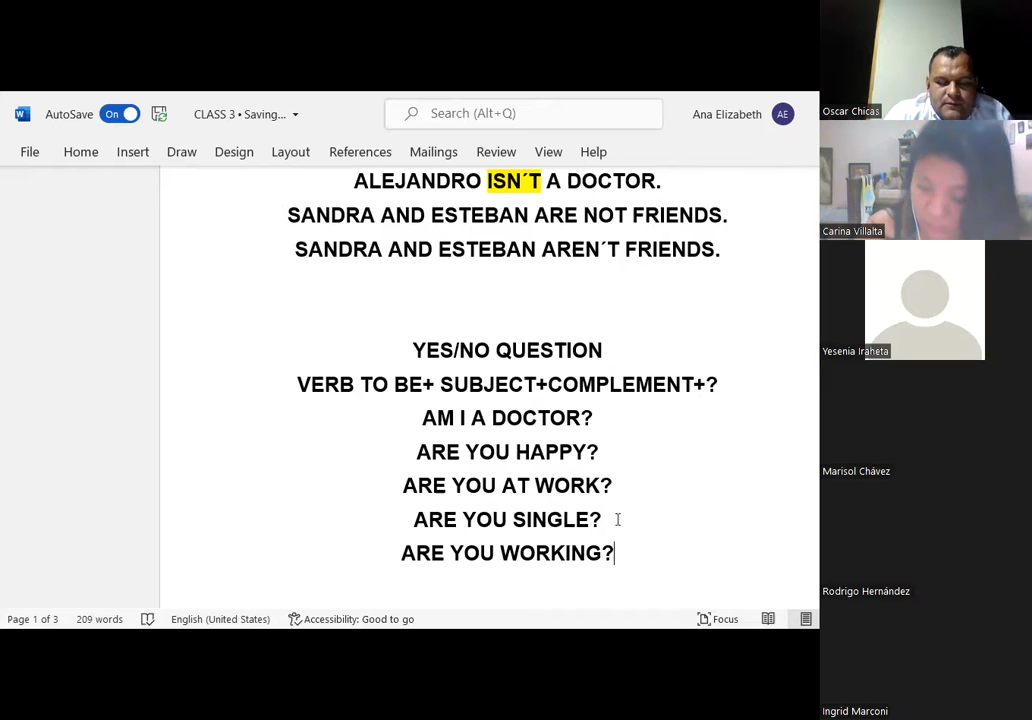 AutoSave On CLASS 3 • Saving... Search (Alt+Q) Ana Elizabeth AE
File Home Insert Draw Design Layout References Mailings Review View Help
ALEJANDRO ISN´T A DOCTOR.
SANDRA AND ESTEBAN ARE NOT FRIENDS.
SANDRA AND ESTEBAN AREN´T FRIENDS.
YES/NO QUESTION
VERB TO BE+ SUBJECT+COMPLEMENT+?
AM I A DOCTOR?
ARE YOU HAPPY?
ARE YOU AT WORK?
ARE YOU SINGLE?
ARE YOU WORKING?
Page 1 of 3 209 words English (United States) Accessibility: Good to go Focus
Oscar Chicas
Carina Villalta
Yesenia Iraheta
Marisol Chávez
Rodrigo Hernández
Ingrid Marconi